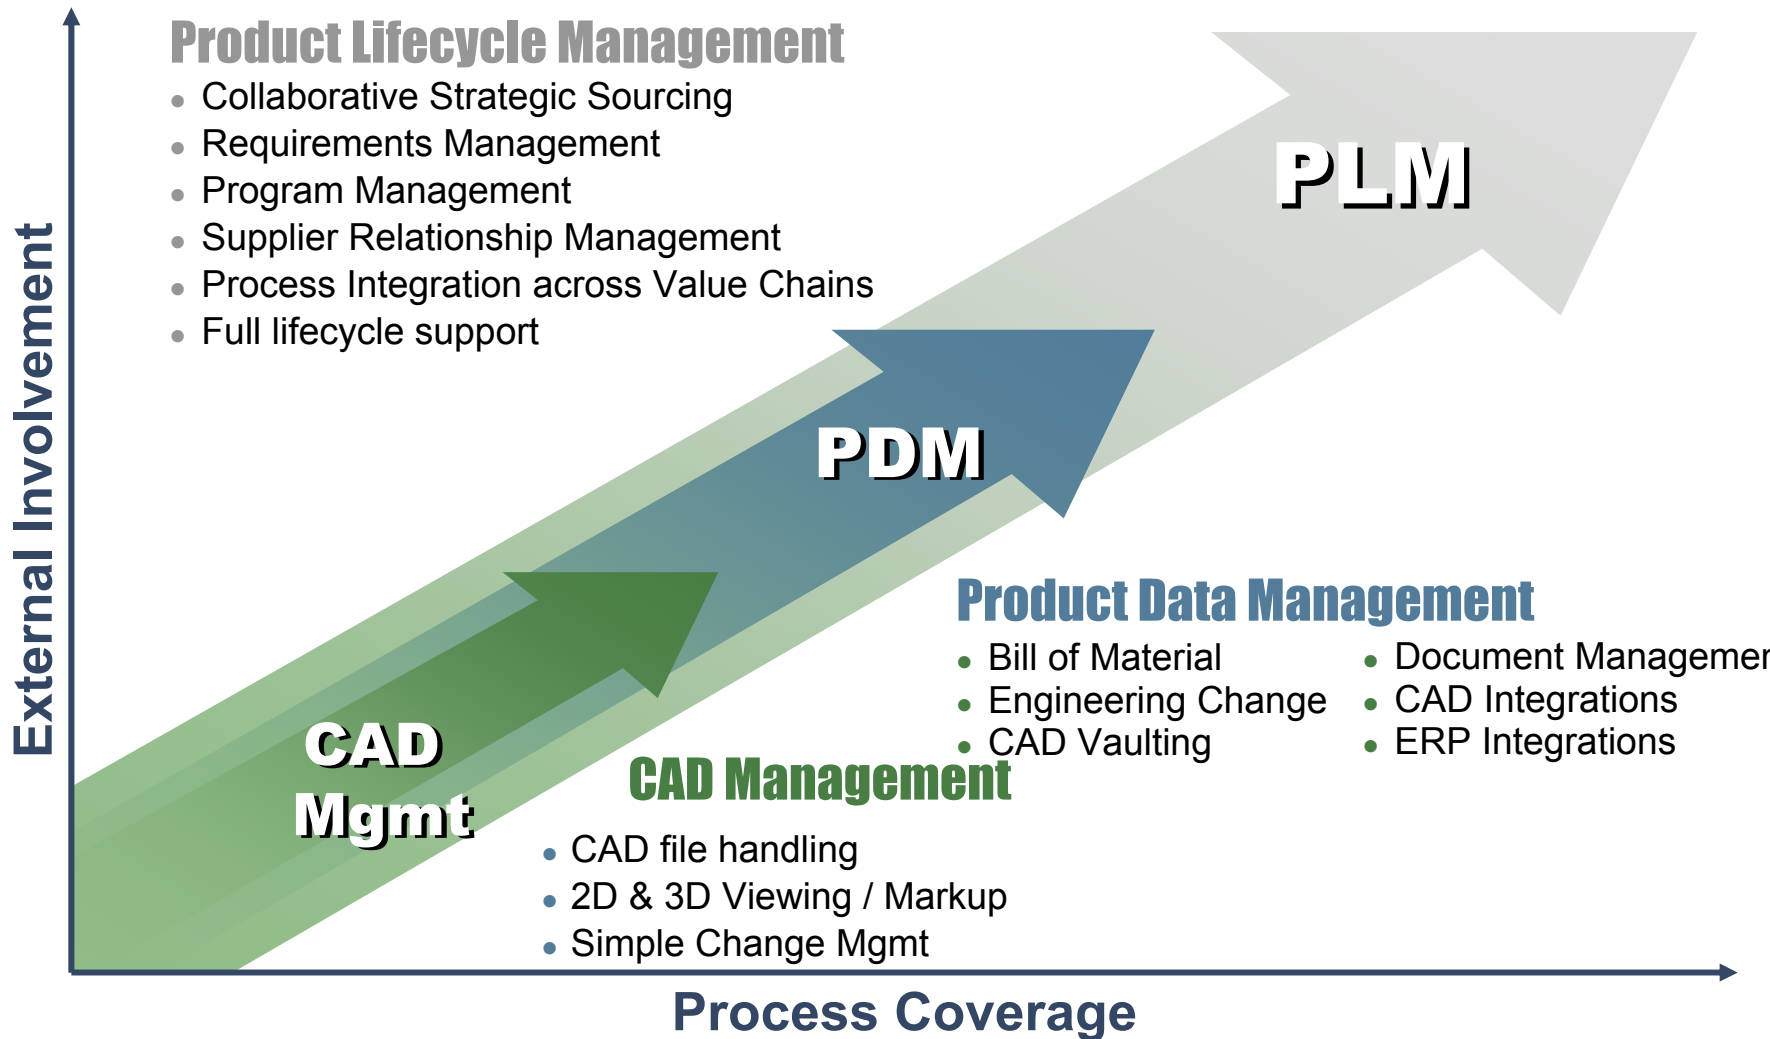 Product Lifecycle Management
Collaborative Strategic Sourcing
Requirements Management
Program Management
Supplier Relationship Management
Process Integration across Value Chains
Full lifecycle support
PLM
PDM
CAD
Mgmt
Product Data Management
Bill of Material
Engineering Change
CAD Vaulting
Document Managemen
CAD Integrations
ERP Integrations
CAD Management
CAD file handling
2D & 3D Viewing / Markup
Simple Change Mgmt
External Involvement
Process Coverage